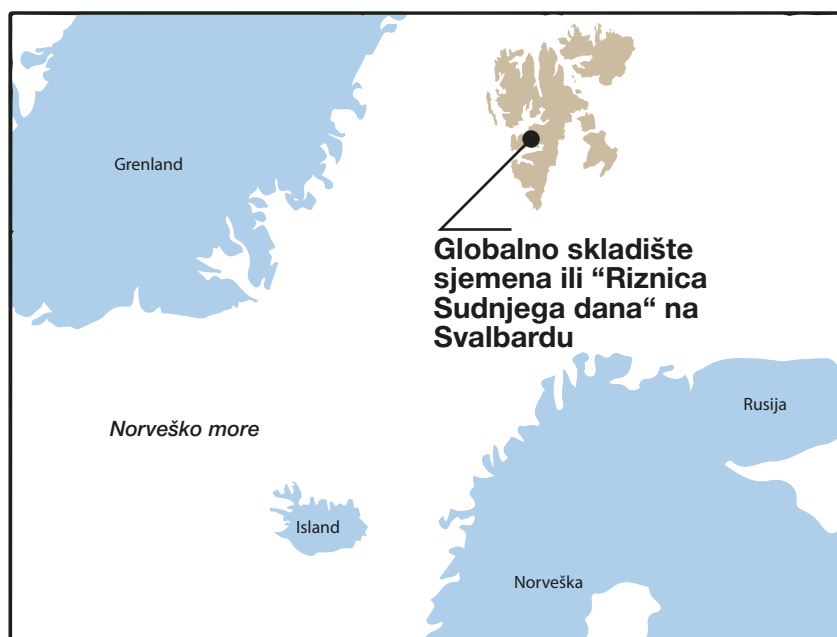 Grenland
Globalno skladište
sjemena ili “Riznica
Sudnjega dana“ na
Svalbardu
Rusija
Norveško more
Island
Norveška